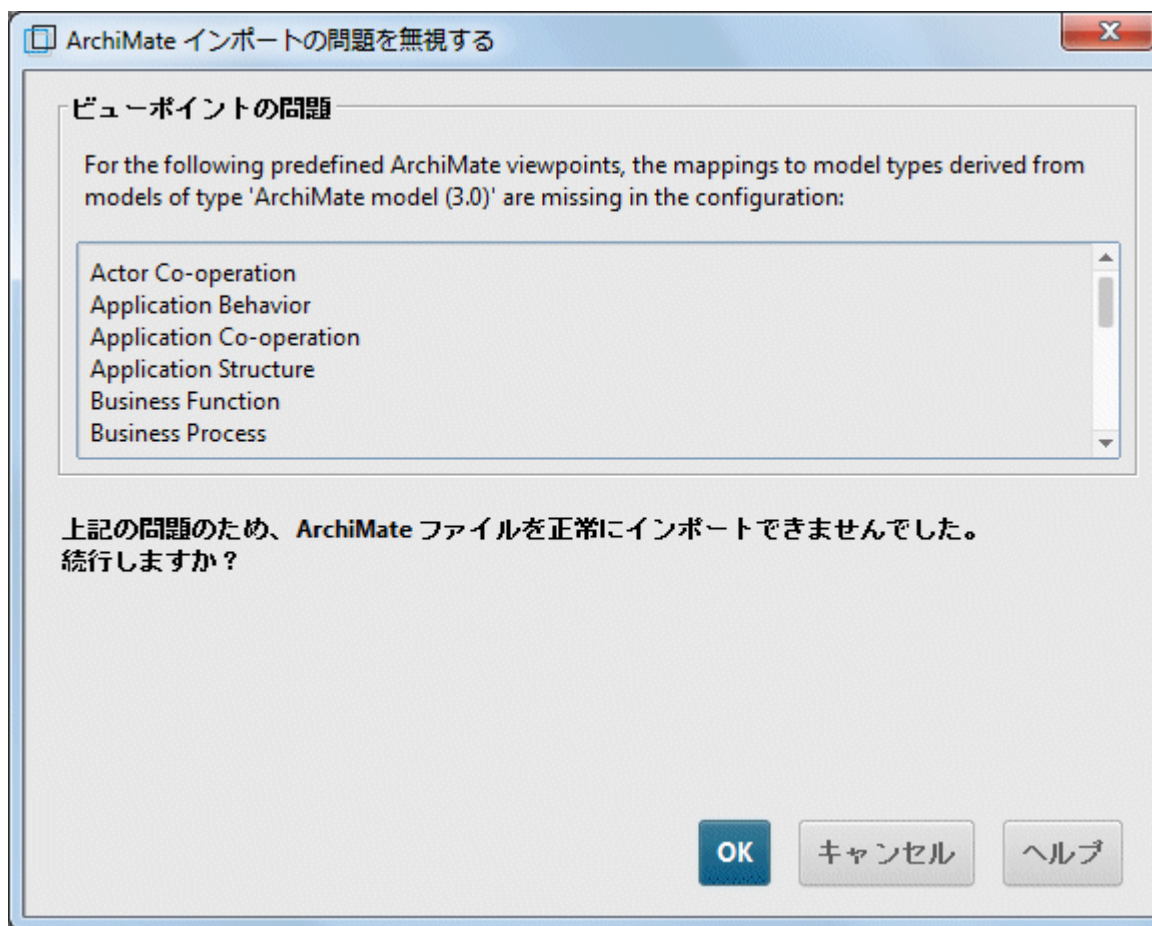 ArchiMate インポートの問題を無視する
ビューポイントの問題
For the following predefined ArchiMate viewpoints, the mappings to model types derived from
models of type 'ArchiMate model (3.0)' are missing in the configuration:
Actor Co-operation
Application Behavior
Application Co-operation
Application Structure
Business Function
Business Process
上記の問題のため、ArchiMate ファイルを正常にインポートできませんでした。
続行しますか？
OK
キャンセル
ヘルプ